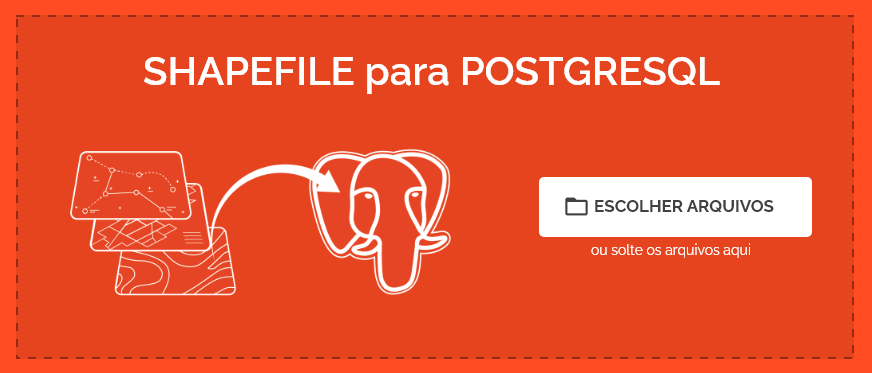 SHAPEFILE para POSTGRESQL
ESCOLHER ARQUIVOS
ou solte os arquivos aqui